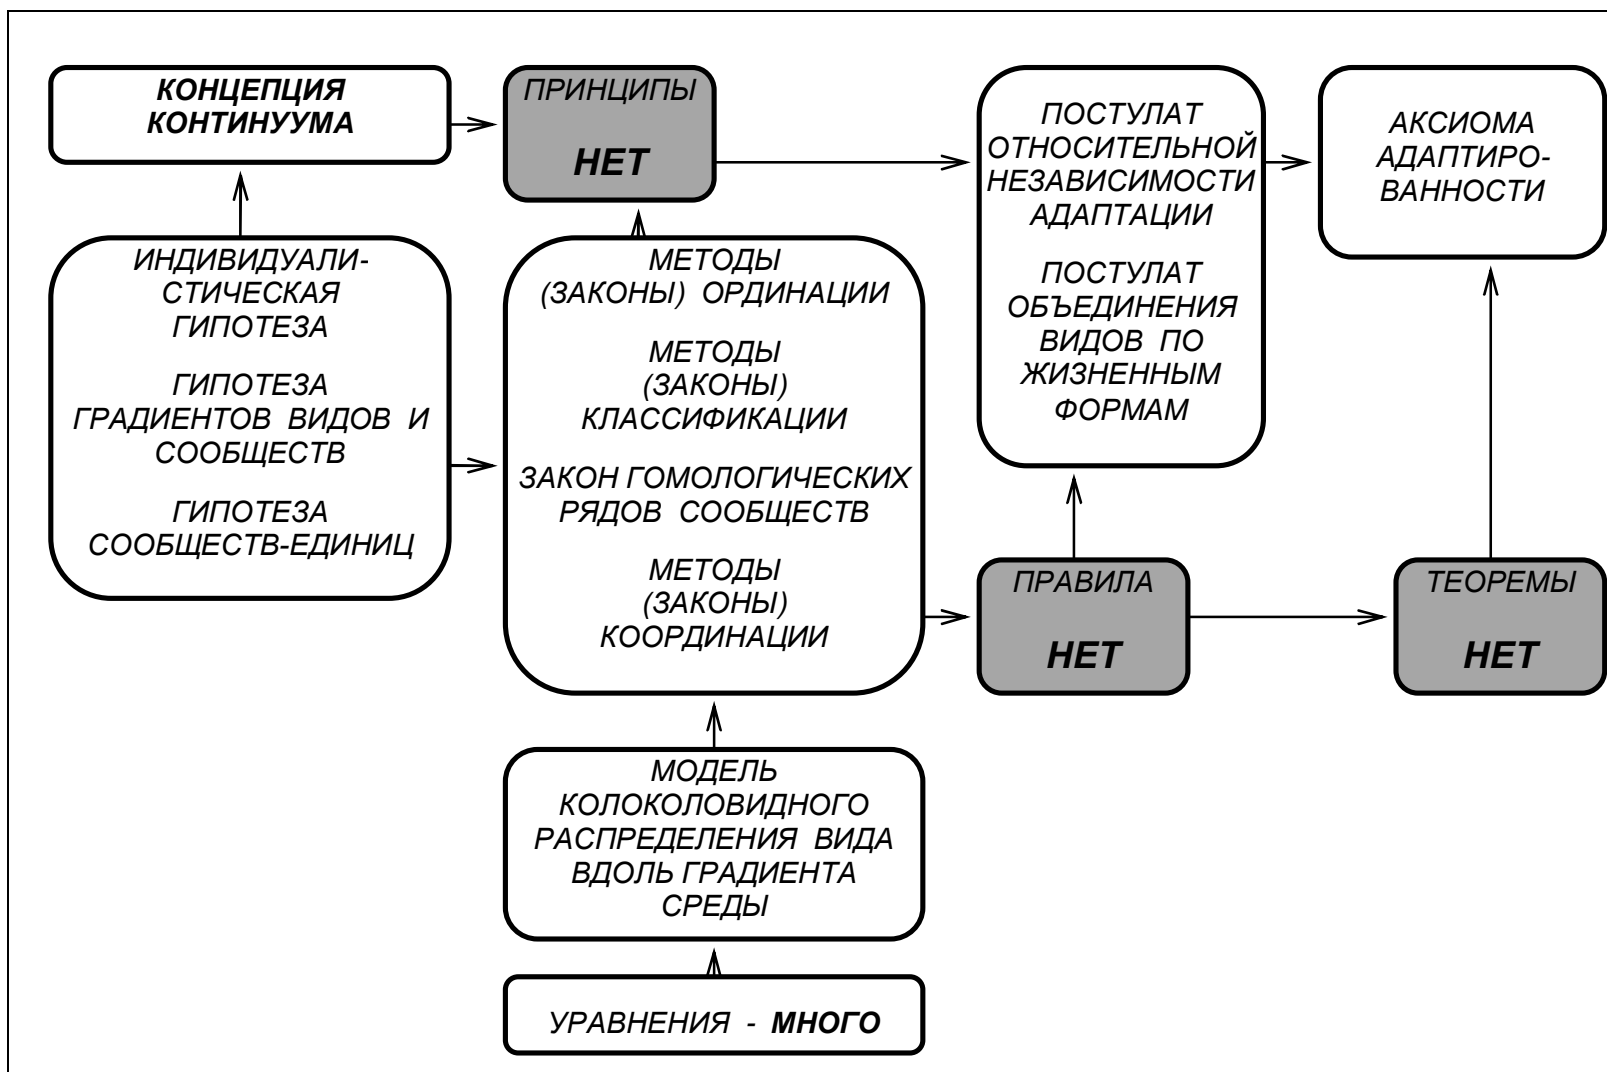 КОНЦЕПЦИЯ
КОНТИНУУМА
ПРИНЦИПЫ
НЕТ
ПОСТУЛАТ
ОТНОСИТЕЛЬНОЙ
НЕЗАВИСИМОСТИ
АДАПТАЦИИ
ПОСТУЛАТ
ОБЪЕДИНЕНИЯ
ВИДОВ ПО
ЖИЗНЕННЫМ
ФОРМАМ
АКСИОМА
АДАПТИРО-
ВАННОСТИ
ИНДИВИДУАЛИ-
СТИЧЕСКАЯ
ГИПОТЕЗА
ГИПОТЕЗА
ГРАДИЕНТОВ ВИДОВ И
СООБЩЕСТВ
ГИПОТЕЗА
СООБЩЕСТВ-ЕДИНИЦ
МЕТОДЫ
(ЗАКОНЫ) ОРДИНАЦИИ
МЕТОДЫ
(ЗАКОНЫ)
КЛАССИФИКАЦИИ
ЗАКОН ГОМОЛОГИЧЕСКИХ
РЯДОВ СООБЩЕСТВ
МЕТОДЫ
(ЗАКОНЫ)
КООРДИНАЦИИ
ПРАВИЛА
НЕТ
ТЕОРЕМЫ
НЕТ
МОДЕЛЬ
КОЛОКОЛОВИДНОГО
РАСПРЕДЕЛЕНИЯ ВИДА
ВДОЛЬ ГРАДИЕНТА
СРЕДЫ
УРАВНЕНИЯ - МНОГО